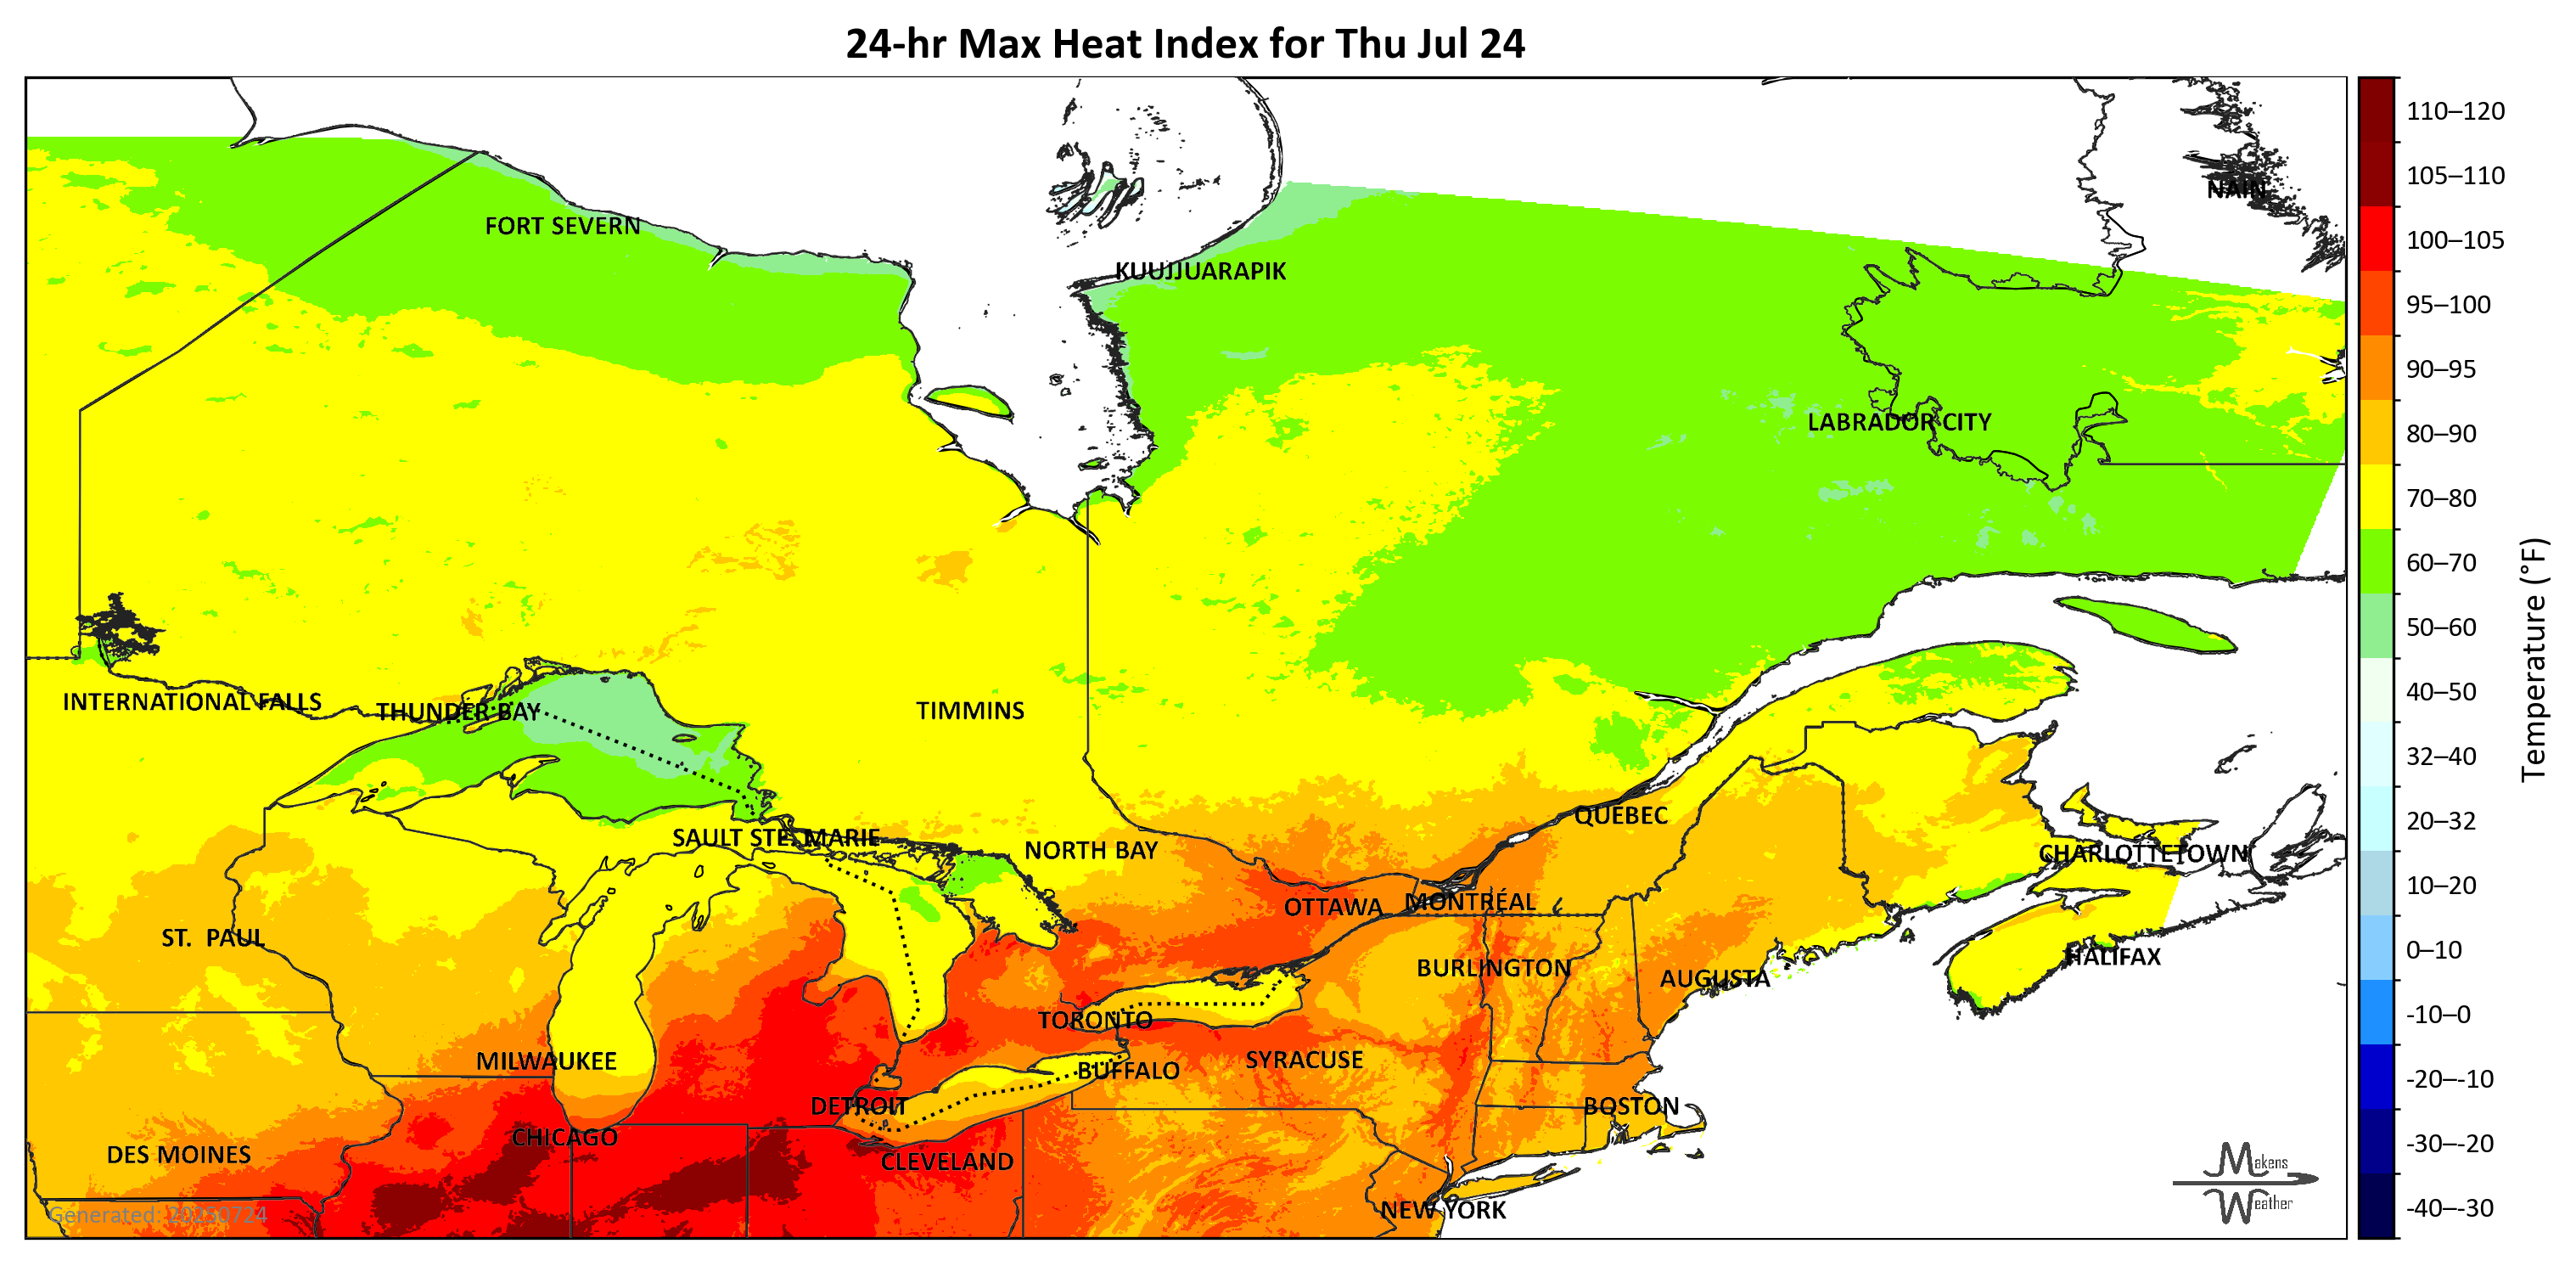 24-hr Max Heat Index for Thu Jul 24
110–120
105–110
NAIN
FORT SEVERN
100–105
KUUJJUARAPIK
95–100
90–95
LABRADOR CITY
80–90
70–80
60–70
50–60
Temperature (°F)
40–50
INTERNATIONAL FALLS
THUNDER BAY
TIMMINS
32–40
QUÉBEC
20–32
SAULT STE. MARIE
NORTH BAY
CHARLOTTETOWN
10–20
OTTAWA
MONTRÉAL
ST. PAUL
0–10
HALIFAX
BURLINGTON
AUGUSTA
-10–0
TORONTO
MILWAUKEE
SYRACUSE
BUFFALO
-20–-10
DETROIT
BOSTON
CHICAGO
-30–-20
DES MOINES
CLEVELAND
Makens
Weather
-40–-30
NEW YORK
Generated: 20250724